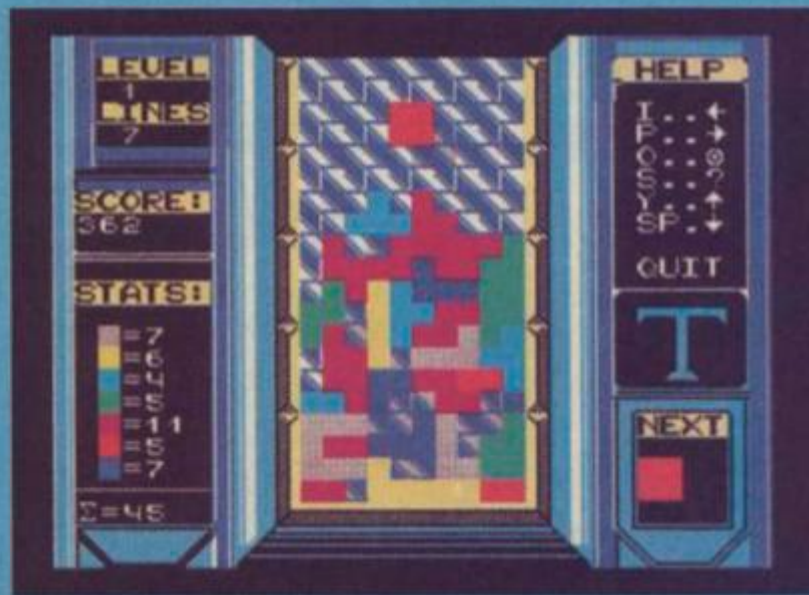 LEVEL
1
LINES
7
SCORE:
362
STATS:
=7
=6
=4
=5
=11
=5
=7
Σ=45
HELP
I..←
P..→
O..⊗
S..?
Y..↑
SP.↓
QUIT
T
NEXT